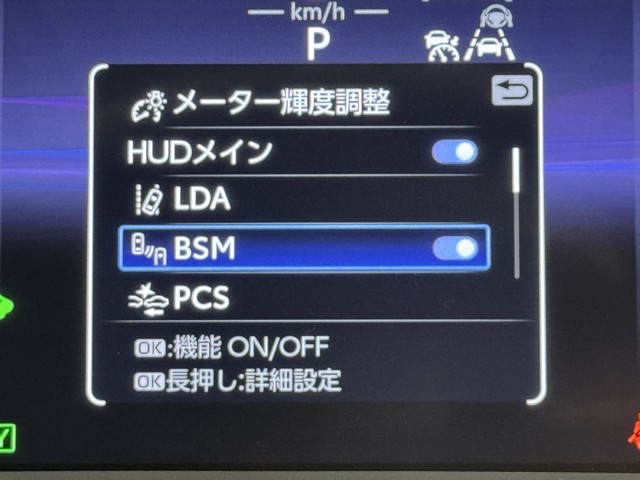 km/h
P
メーター輝度調整
HUDメイン
LDA
BSM
PCS
OK:機能 ON/OFF
OK長押し:詳細設定